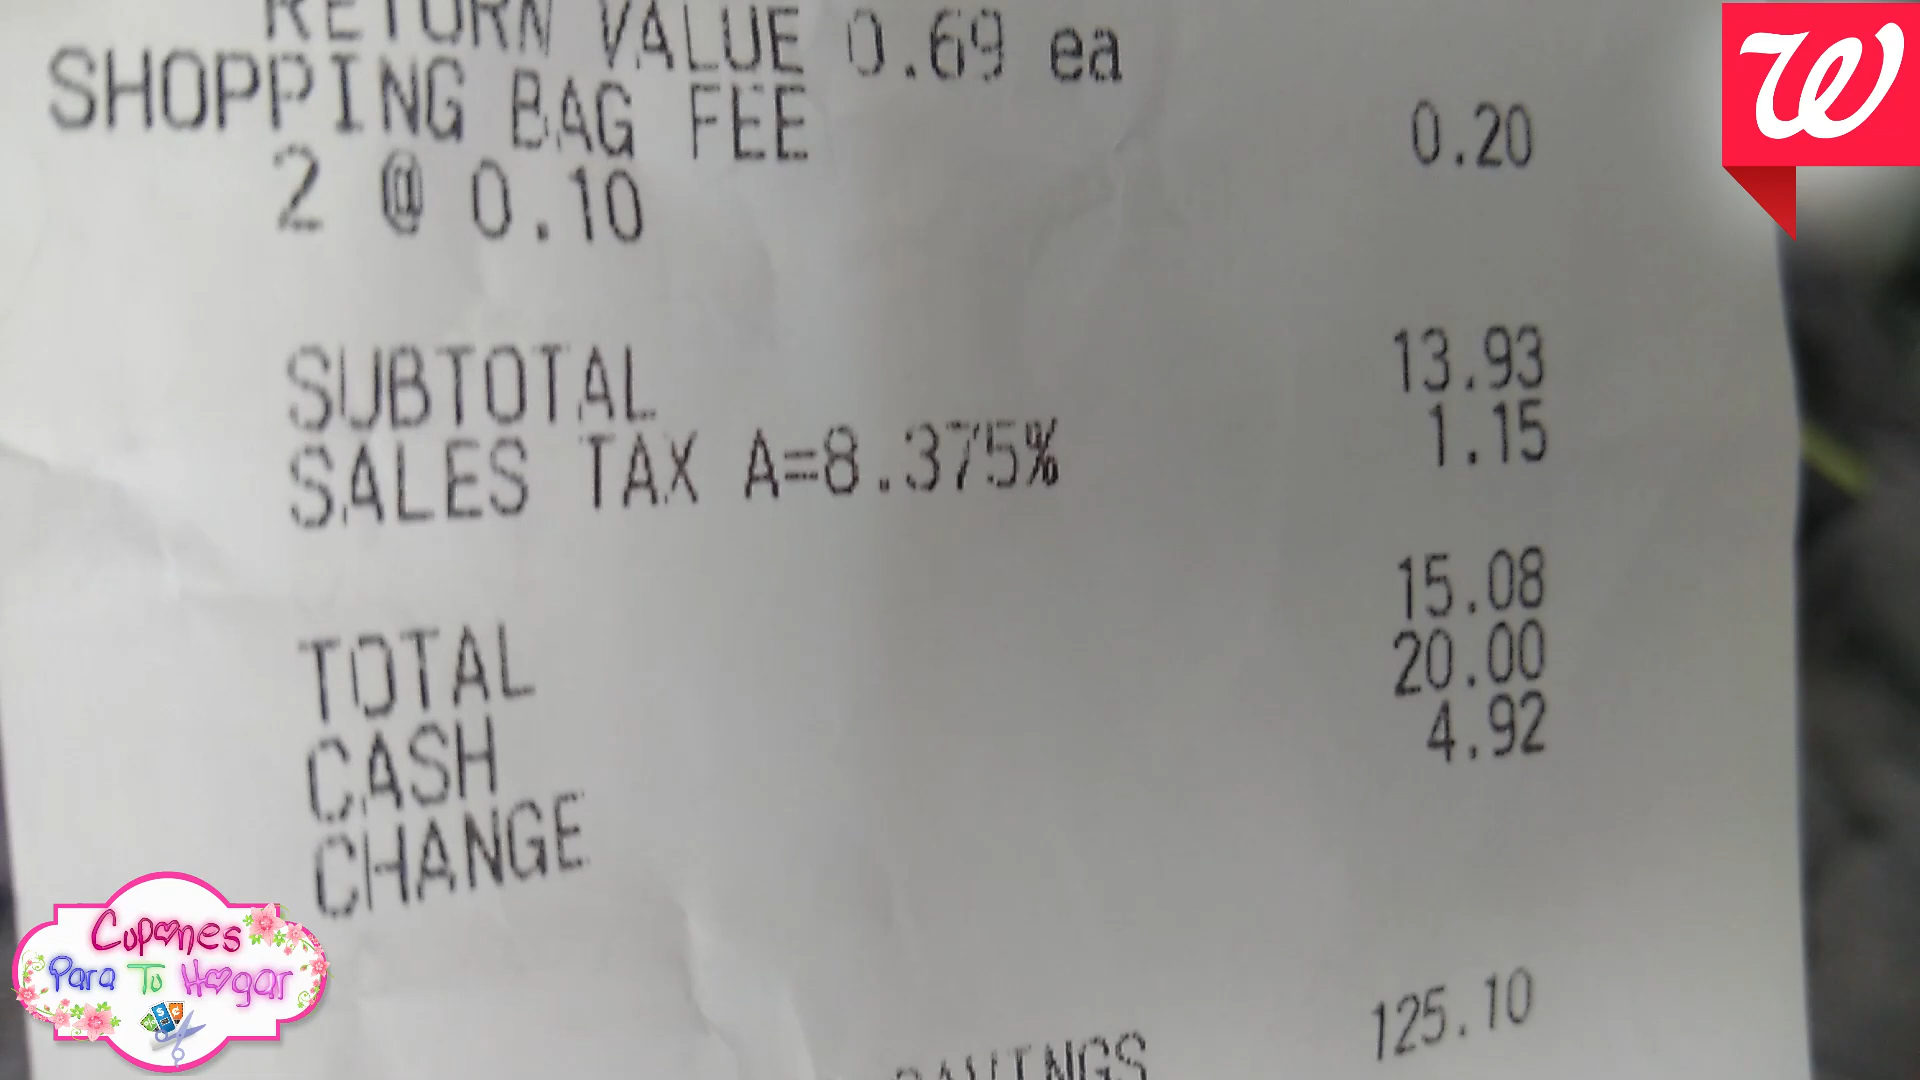 RETURN VALUE 0.69 ea
SHOPPING BAG FEE 0.20
2 @ 0.10
SUBTOTAL 13.93
SALES TAX A=8.375% 1.15
TOTAL 15.08
CASH 20.00
CHANGE 4.92
SAVINGS 125.10
W
Cupones
Para Tu Hogar